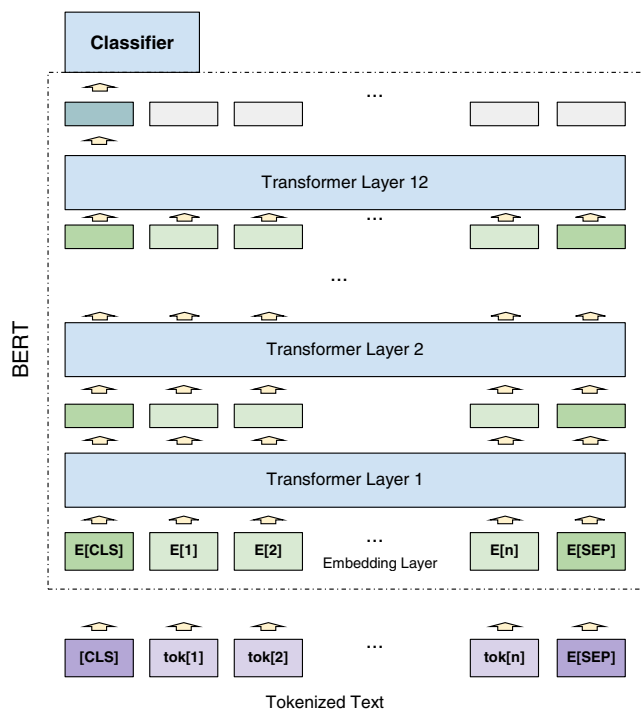 Classifier
...
Transformer Layer 12
...
...
Transformer Layer 2
BERT
Transformer Layer 1
E[CLS] E[1] E[2] ... E[n] E[SEP]
Embedding Layer
[CLS] tok[1] tok[2] ... tok[n] E[SEP]
Tokenized Text